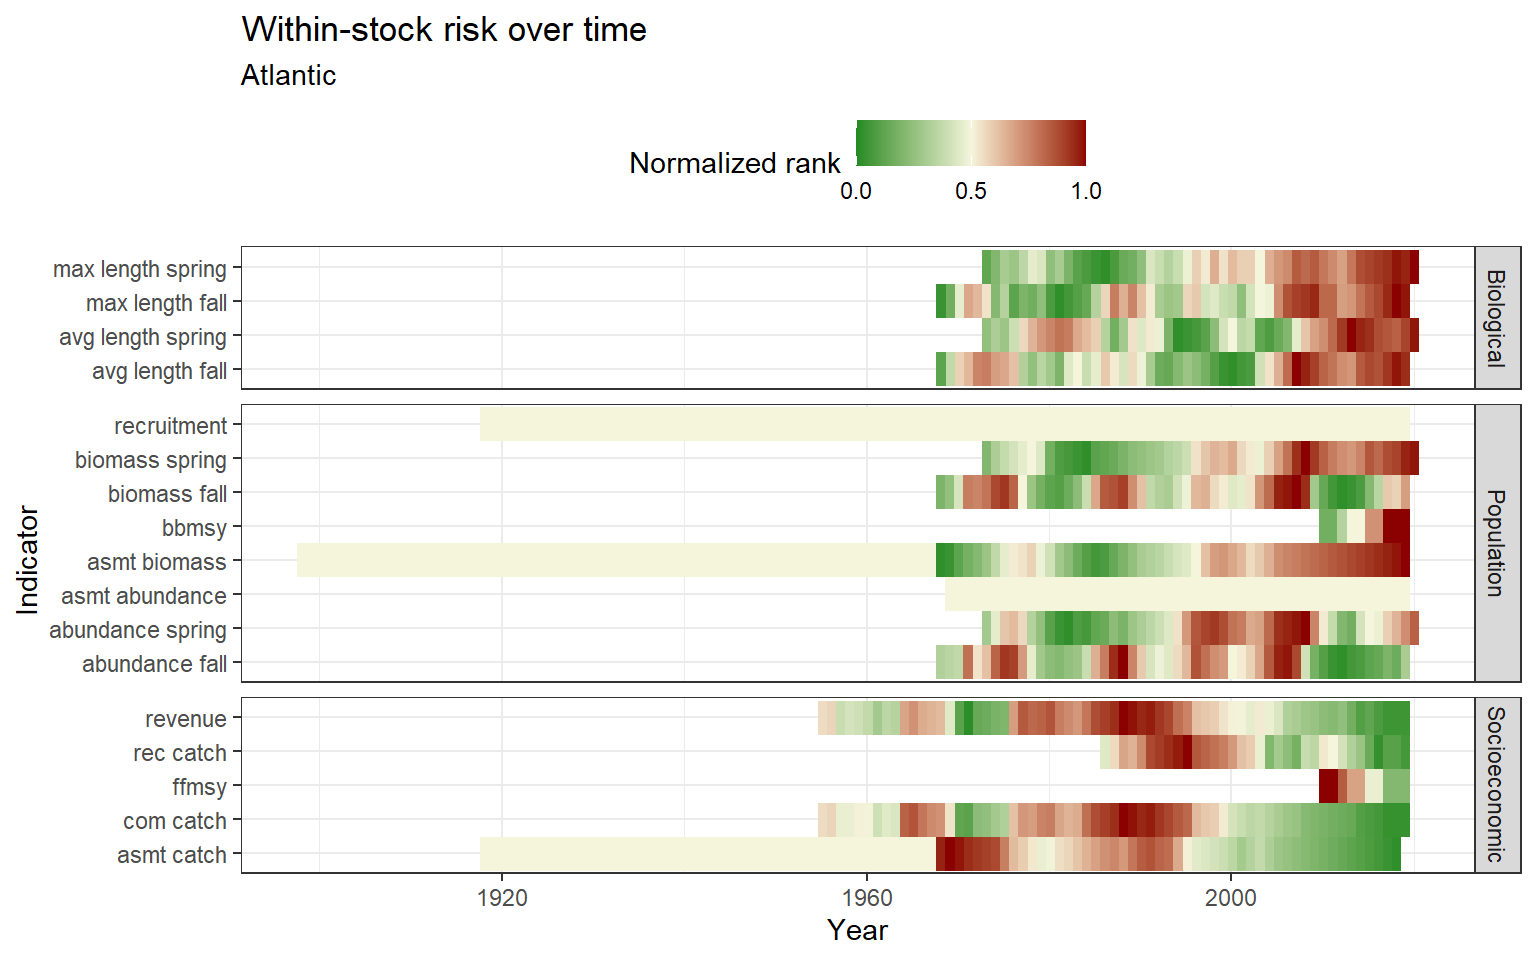 Within-stock risk over time
Atlantic
Normalized rank
0.0 0.5 1.0
max length spring
max length fall
avg length spring
avg length fall
Biological
recruitment
biomass spring
biomass fall
bbmsy
asmt biomass
asmt abundance
abundance spring
abundance fall
Population
revenue
rec catch
ffmsy
com catch
asmt catch
Socioeconomic
Indicator
1920 1960 2000
Year